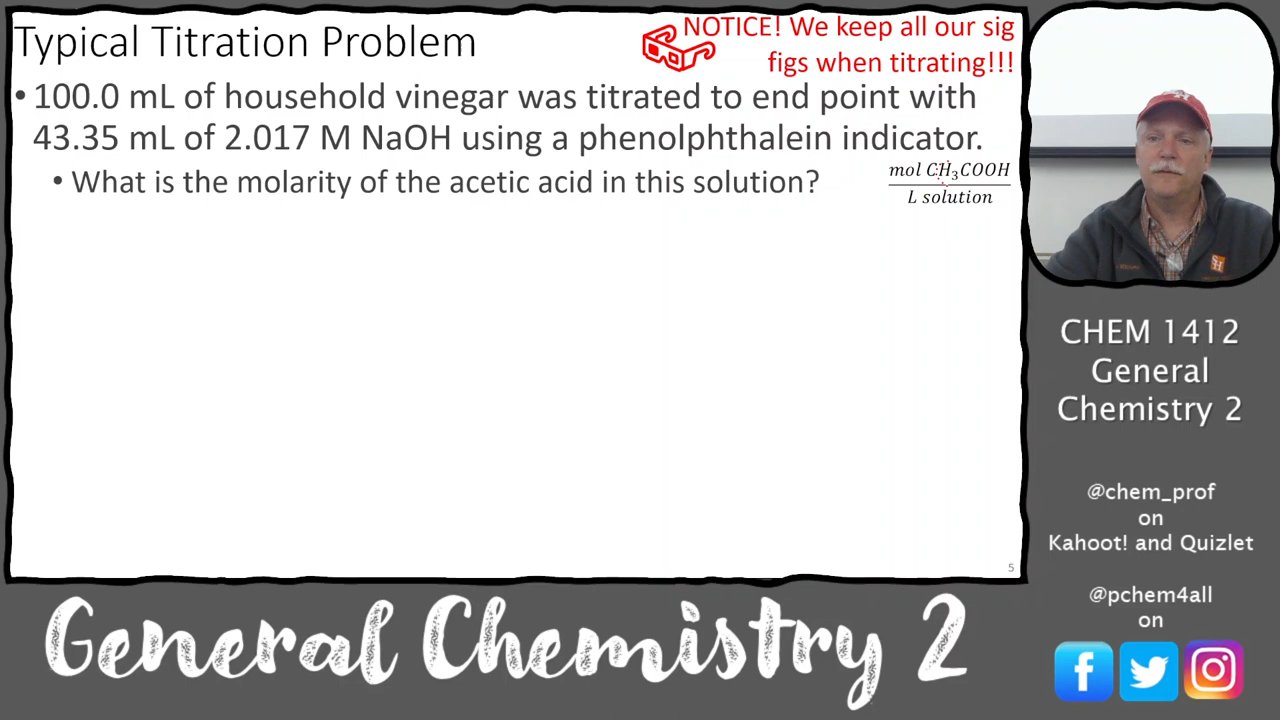 Typical Titration Problem
NOTICE! We keep all our sig
figs when titrating!!!
• 100.0 mL of household vinegar was titrated to end point with
43.35 mL of 2.017 M NaOH using a phenolphthalein indicator.
• What is the molarity of the acetic acid in this solution?
mol CH₃COOH
L solution
5
CHEM 1412
General
Chemistry 2
@chem_prof
on
Kahoot! and Quizlet
@pchem4all
on
General Chemistry 2